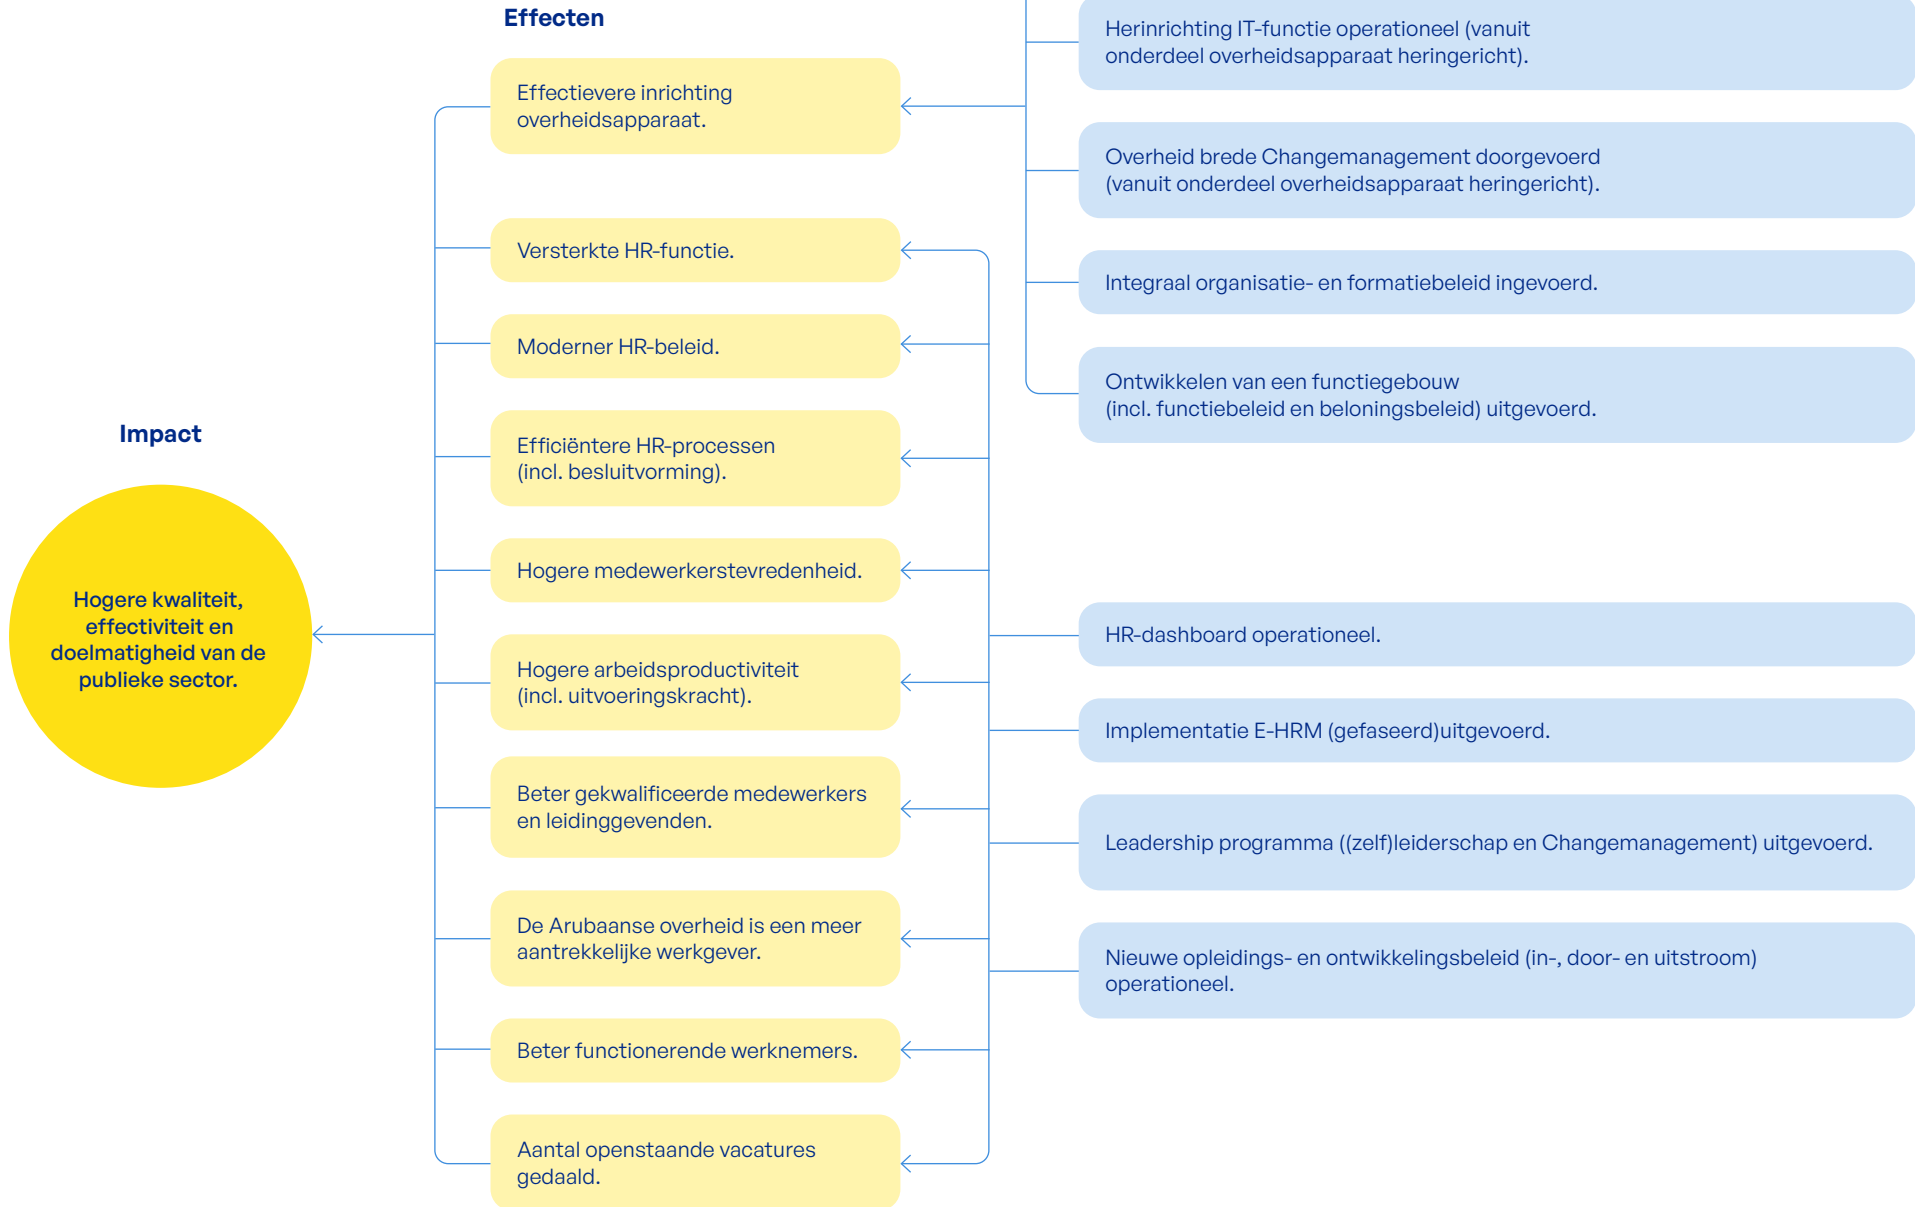 Effecten
Effectievere inrichting
overheidsapparaat.
Versterkte HR-functie.
Moderner HR-beleid.
Efficiëntere HR-processen
(incl. besluitvorming).
Hogere medewerkerstevredenheid.
Hogere arbeidsproductiviteit
(incl. uitvoeringskracht).
Beter gekwalificeerde medewerkers
en leidinggevenden.
De Arubaanse overheid is een meer
aantrekkelijke werkgever.
Beter functionerende werknemers.
Aantal openstaande vacatures
gedaald.
Impact
Hogere kwaliteit,
effectiviteit en
doelmatigheid van de
publieke sector.
Herinrichting IT-functie operationeel (vanuit
onderdeel overheidsapparaat heringericht).
Overheid brede Changemanagement doorgevoerd
(vanuit onderdeel overheidsapparaat heringericht).
Integraal organisatie- en formatiebeleid ingevoerd.
Ontwikkelen van een functiegebouw
(incl. functiebeleid en beloningsbeleid) uitgevoerd.
HR-dashboard operationeel.
Implementatie E-HRM (gefaseerd)uitgevoerd.
Leadership programma ((zelf)leiderschap en Changemanagement) uitgevoerd.
Nieuwe opleidings- en ontwikkelingsbeleid (in-, door- en uitstroom)
operationeel.